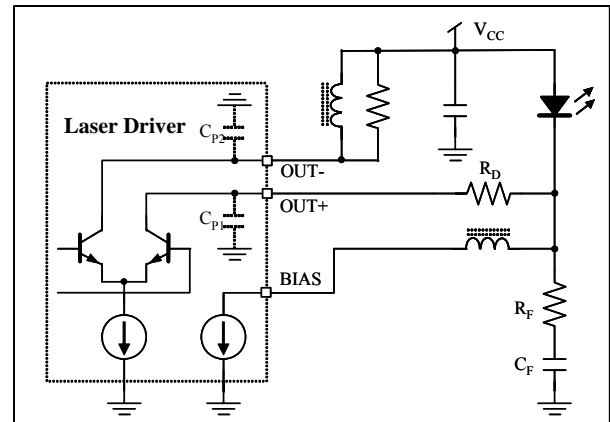 V_CC
Laser Driver
C_P2
OUT-
R_D
OUT+
C_P1
BIAS
R_F
C_F